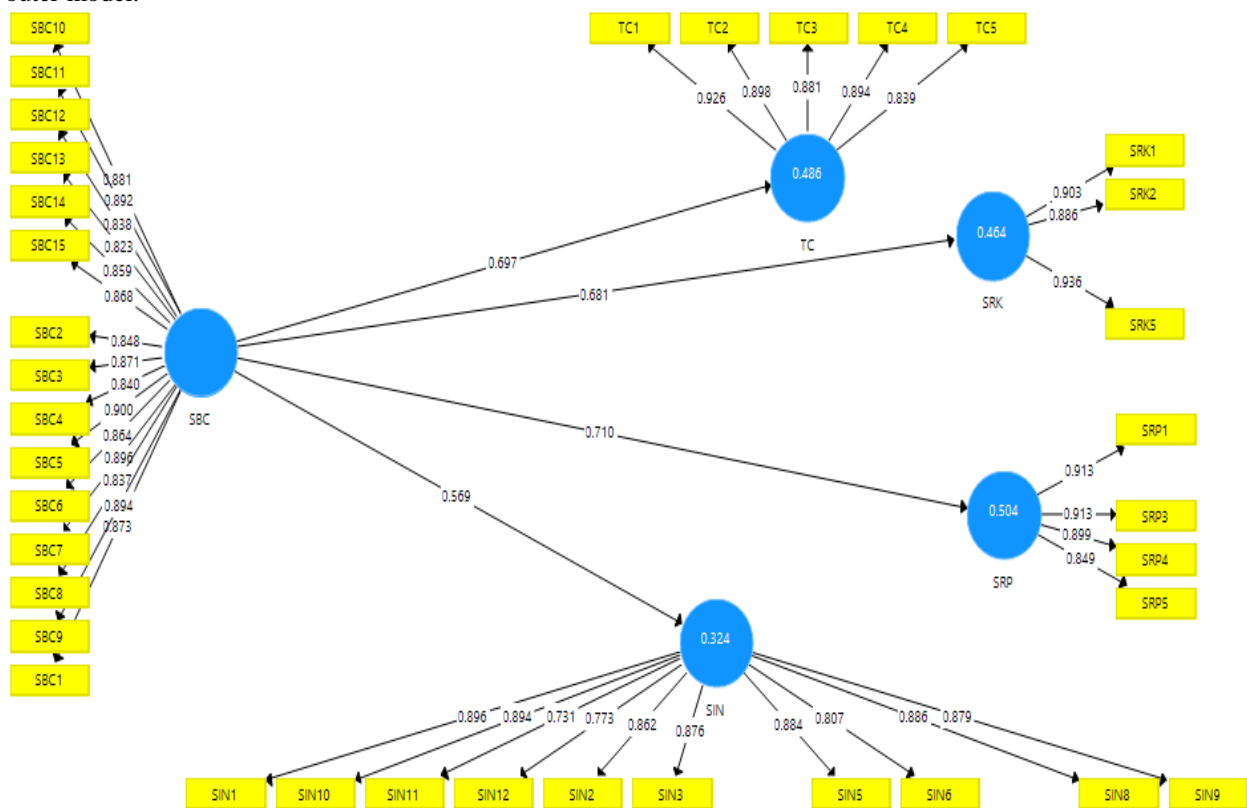 outer model.
SBC10
SBC11
SBC12
SBC13
SBC14
SBC15
SBC2
SBC3
SBC4
SBC5
SBC6
SBC7
SBC8
SBC9
SBC1
0.881
0.892
0.838
0.823
0.859
0.868
0.848
0.871
0.840
0.900
0.864
0.896
0.837
0.894
0.873
SBC
TC1 TC2 TC3 TC4 TC5
0.926 0.898 0.881 0.894 0.839
0.486
TC
0.697
0.681
0.710
0.569
0.464
SRK
0.903
0.886
0.936
SRK1
SRK2
SRK5
0.504
SRP
0.913
0.913
0.899
0.849
SRP1
SRP3
SRP4
SRP5
0.324
SIN
0.896 0.894 0.731 0.773 0.862 0.876 0.884 0.807 0.886 0.879
SIN1 SIN10 SIN11 SIN12 SIN2 SIN3 SIN5 SIN6 SIN8 SIN9